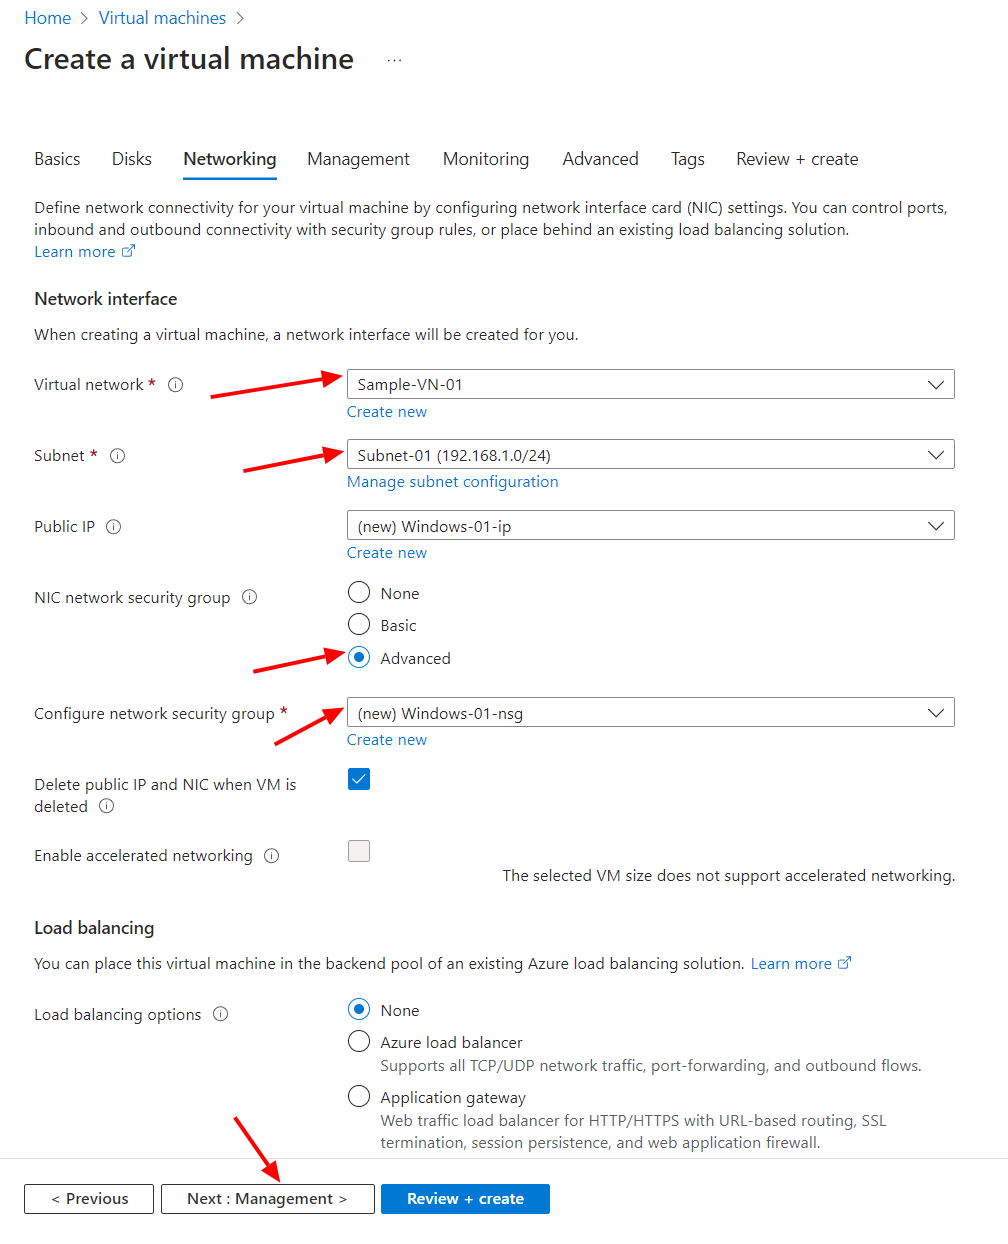 Home > Virtual machines >
Create a virtual machine ...
Basics Disks Networking Management Monitoring Advanced Tags Review + create
Define network connectivity for your virtual machine by configuring network interface card (NIC) settings. You can control ports,
inbound and outbound connectivity with security group rules, or place behind an existing load balancing solution.
Learn more
Network interface
When creating a virtual machine, a network interface will be created for you.
Virtual network *
Sample-VN-01
Create new
Subnet *
Subnet-01 (192.168.1.0/24)
Manage subnet configuration
Public IP
(new) Windows-01-ip
Create new
NIC network security group
None
Basic
Advanced
Configure network security group *
(new) Windows-01-nsg
Create new
Delete public IP and NIC when VM is
deleted
Enable accelerated networking
The selected VM size does not support accelerated networking.
Load balancing
You can place this virtual machine in the backend pool of an existing Azure load balancing solution. Learn more
Load balancing options
None
Azure load balancer
Supports all TCP/UDP network traffic, port-forwarding, and outbound flows.
Application gateway
Web traffic load balancer for HTTP/HTTPS with URL-based routing, SSL
termination, session persistence, and web application firewall.
< Previous
Next : Management >
Review + create